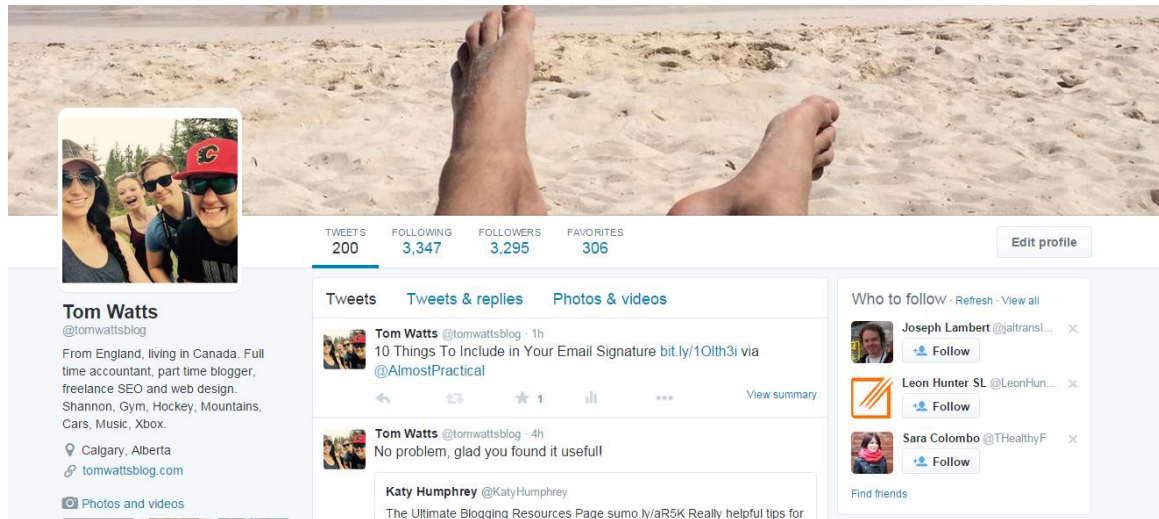 TWEETS
200
FOLLOWING
3,347
FOLLOWERS
3,295
FAVORITES
306
Edit profile
Tom Watts
@tomwattsblog
From England, living in Canada. Full
time accountant, part time blogger,
freelance SEO and web design.
Shannon, Gym, Hockey, Mountains,
Cars, Music, Xbox.
Calgary, Alberta
tomwattsblog.com
Photos and videos
Tweets Tweets & replies Photos & videos
Tom Watts @tomwattsblog · 1h
10 Things To Include in Your Email Signature bit.ly/1Olth3i via
@AlmostPractical
1
View summary
Tom Watts @tomwattsblog · 4h
No problem, glad you found it useful!
Katy Humphrey @KatyHumphrey
The Ultimate Blogging Resources Page sumo.ly/aR5K Really helpful tips for
Who to follow · Refresh · View all
Joseph Lambert @jaltransl...
Follow
Leon Hunter SL @LeonHun...
Follow
Sara Colombo @THealthyF
Follow
Find friends